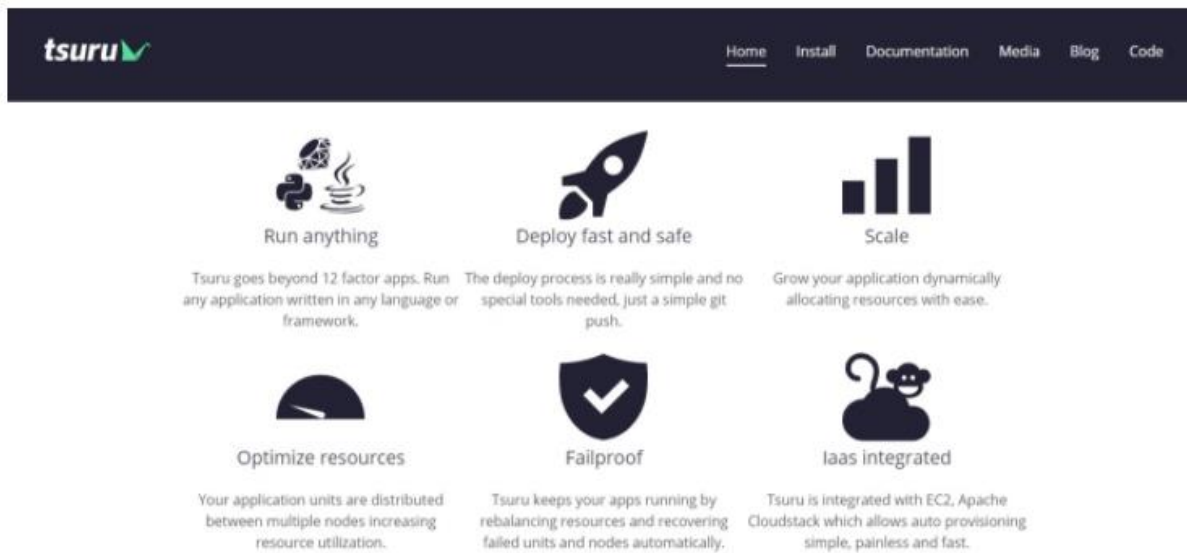 tsuru
Home Install Documentation Media Blog Code
Run anything
Tsuru goes beyond 12 factor apps. Run
any application written in any language or
framework.
Deploy fast and safe
The deploy process is really simple and no
special tools needed, just a simple git
push.
Scale
Grow your application dynamically
allocating resources with ease.
Optimize resources
Your application units are distributed
between multiple nodes increasing
resource utilization.
Failproof
Tsuru keeps your apps running by
rebalancing resources and recovering
failed units and nodes automatically.
Iaas integrated
Tsuru is integrated with EC2, Apache
Cloudstack which allows auto provisioning
simple, painless and fast.